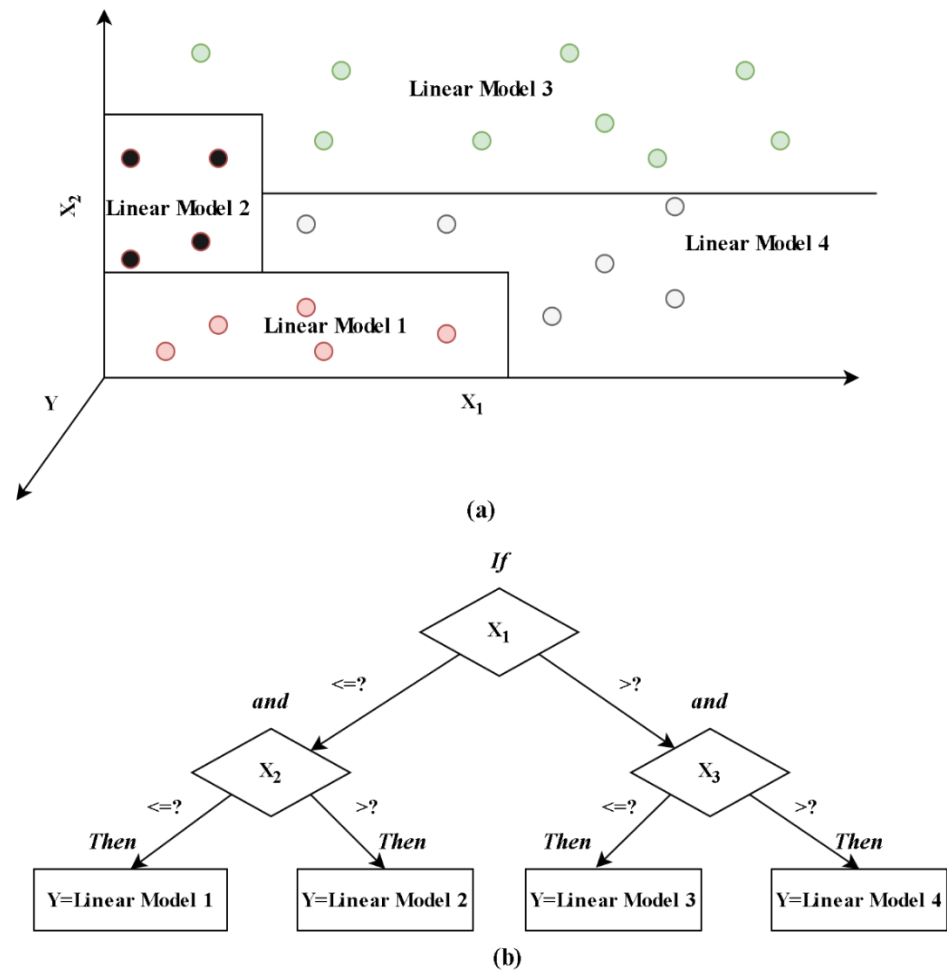 Linear Model 3
X₂
Linear Model 2
Linear Model 4
Linear Model 1
Y
X₁
(a)
If
X₁
<=?
>?
and
and
X₂
X₃
<=?
>?
<=?
>?
Then
Then
Then
Then
Y=Linear Model 1
Y=Linear Model 2
Y=Linear Model 3
Y=Linear Model 4
(b)